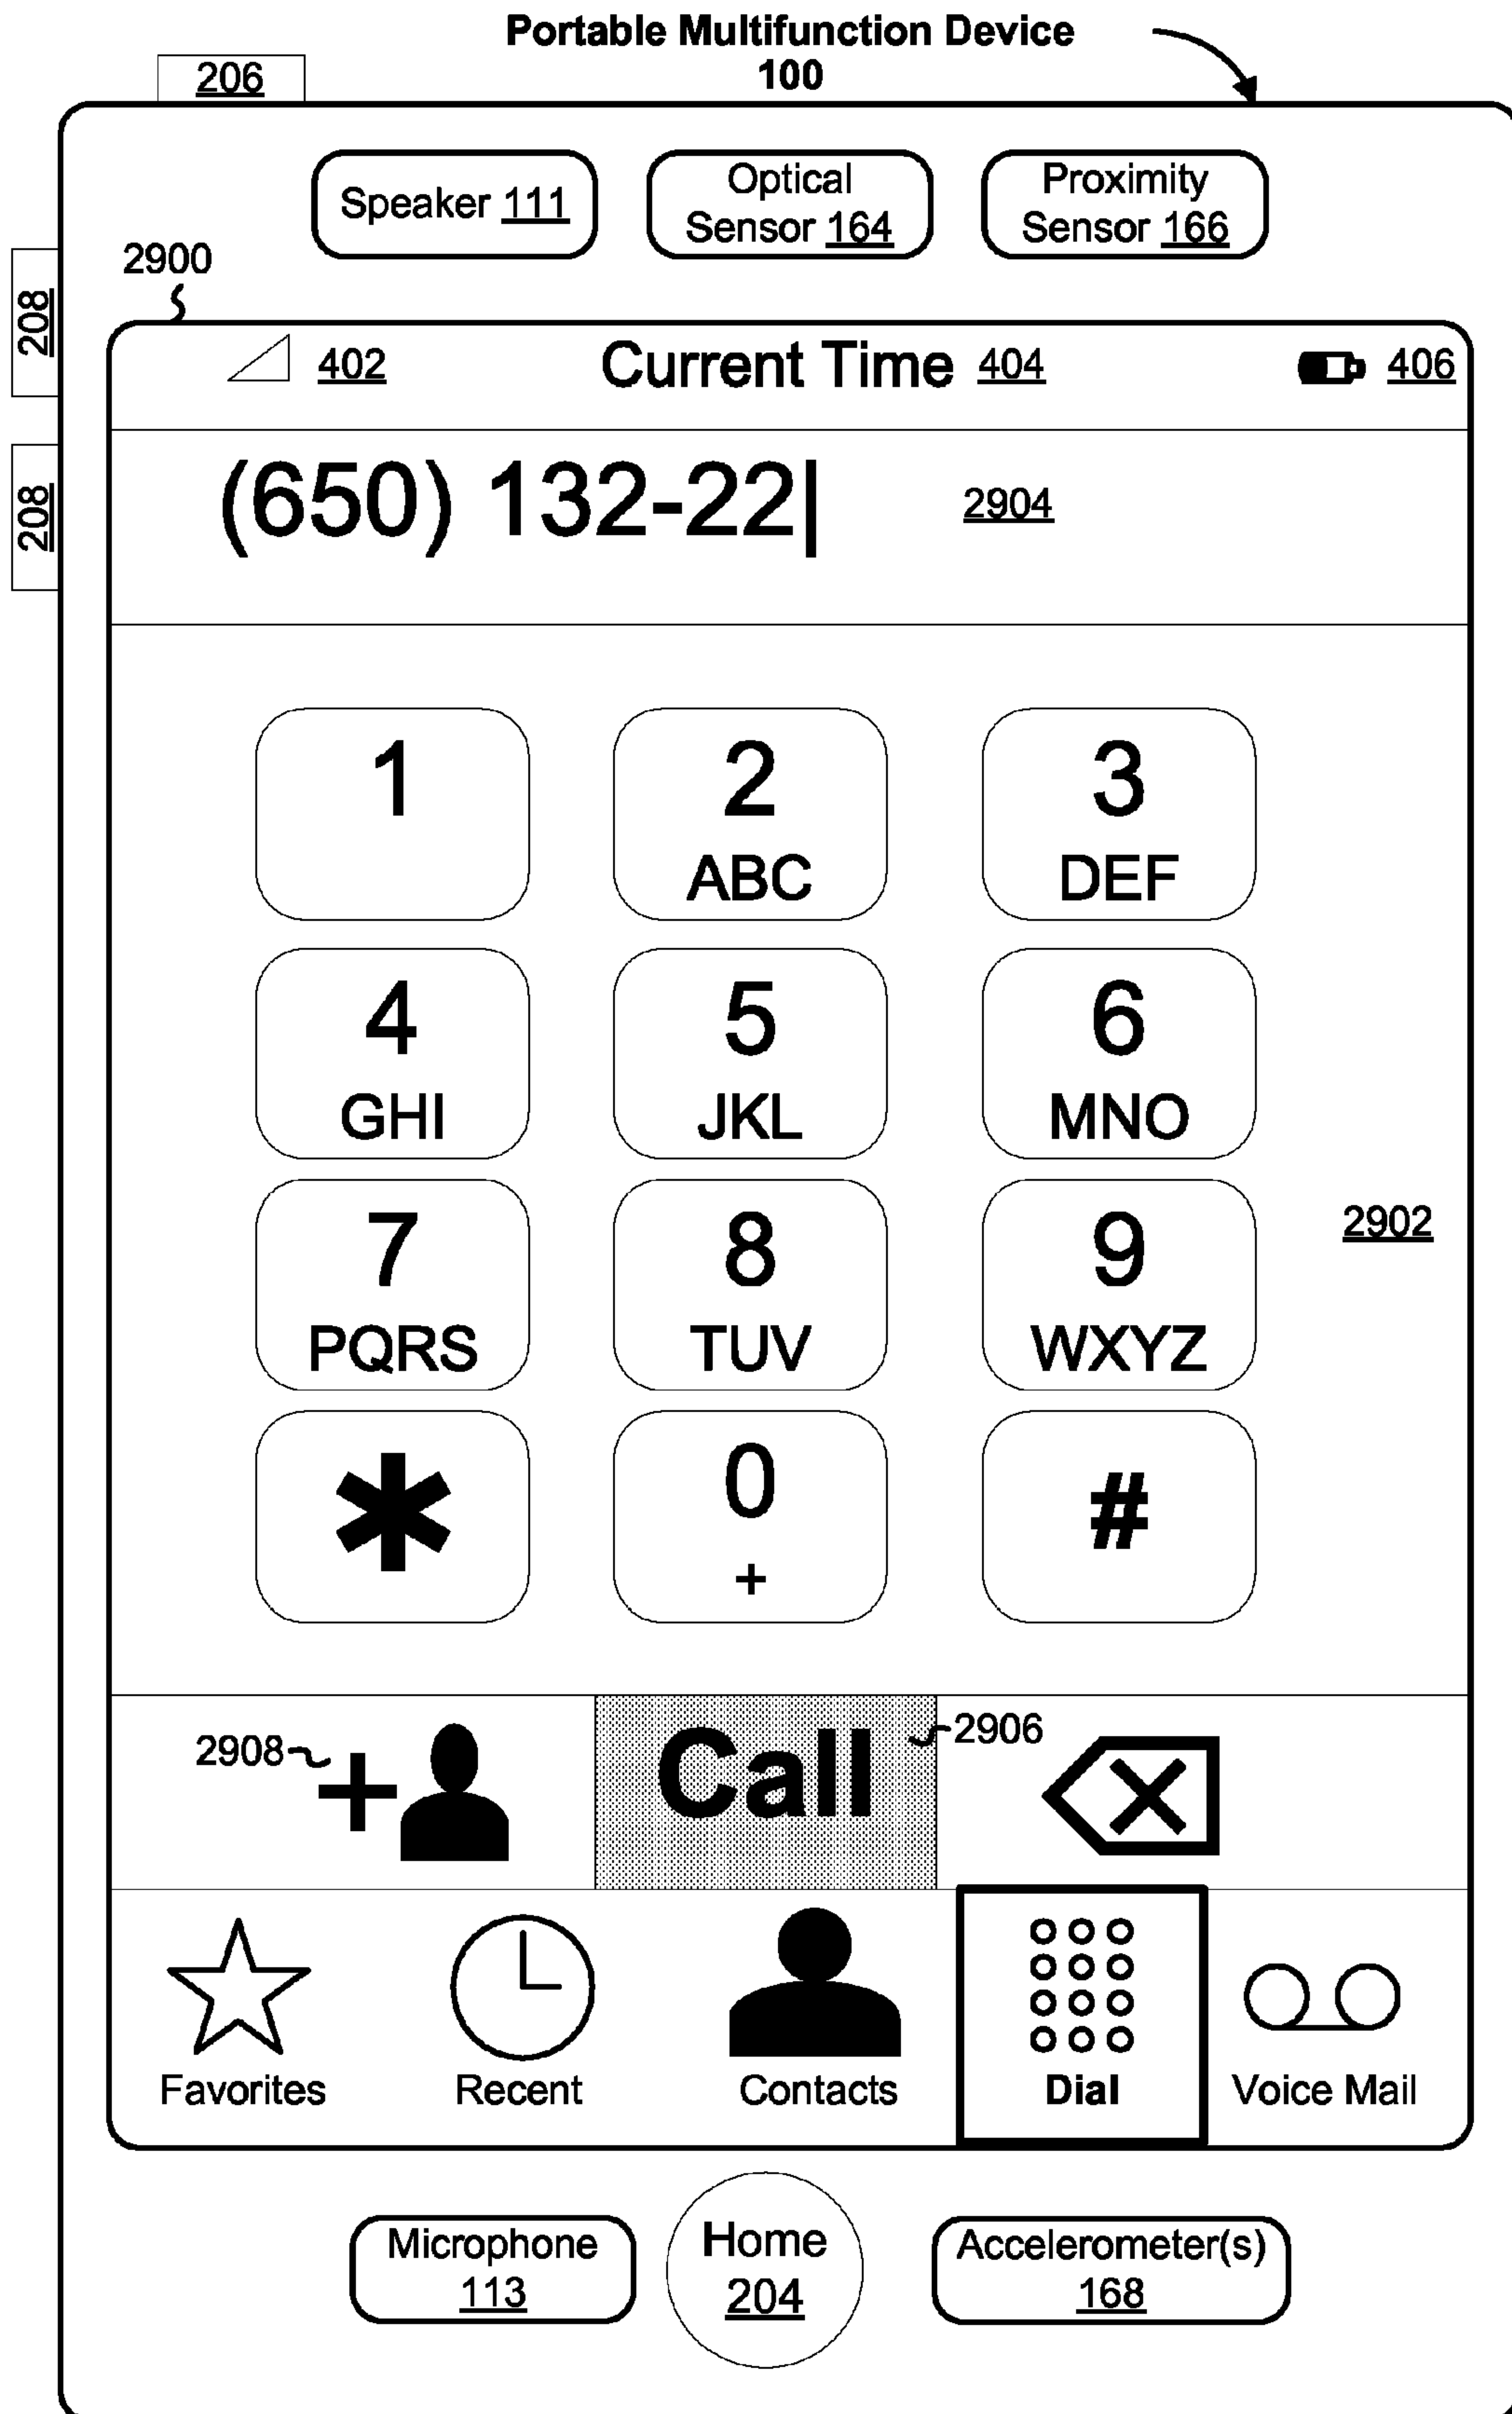 Portable Multifunction Device
100
206
Speaker 111
Optical
Sensor 164
Proximity
Sensor 166
2900
208
402 Current Time 404 406
208
(650) 132-22| 2904
1 2 3
ABC DEF
4 5 6
GHI JKL MNO
7 8 9
2902
PQRS TUV WXYZ
* 0 #
+
2908 + Call 2906
Favorites Recent Contacts Dial Voice Mail
Microphone
113
Home
204
Accelerometer(s)
168